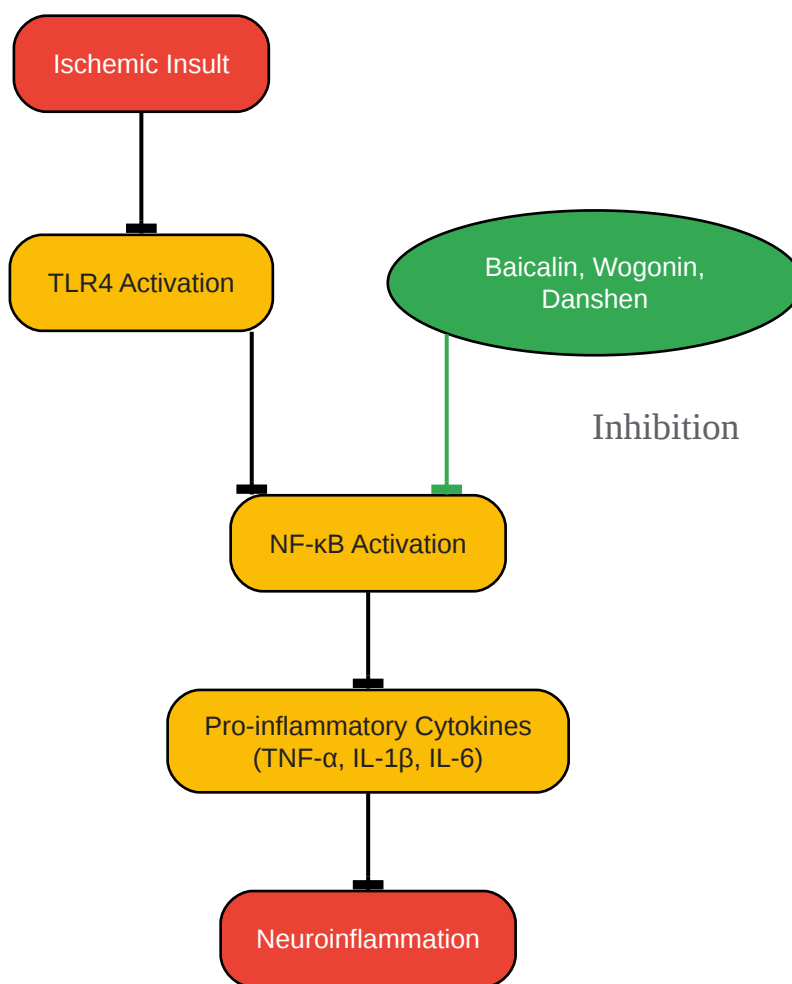 Ischemic Insult
TLR4 Activation
Baicalin, Wogonin,
Danshen
Inhibition
NF-κB Activation
Pro-inflammatory Cytokines
(TNF-α, IL-1β, IL-6)
Neuroinflammation